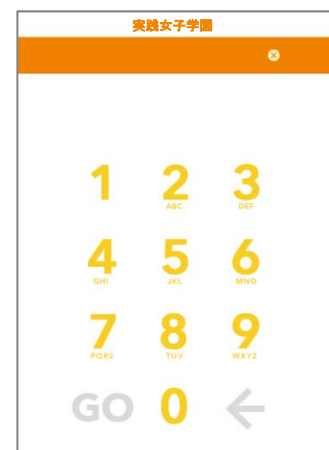 実践女子学園
1 2 3
ABC DEF
4 5 6
GHI JKL MNO
7 8 9
PQRS TUV WXYZ
GO 0